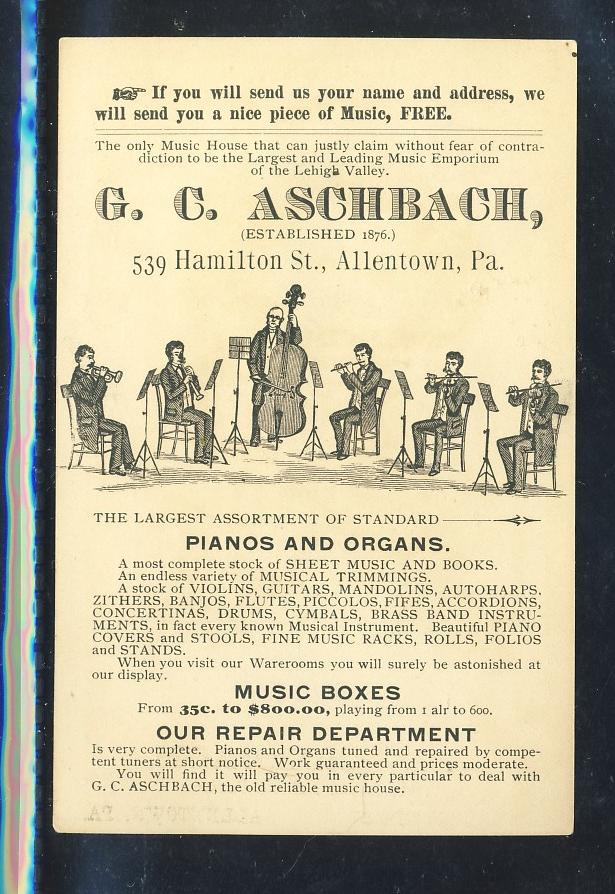 If you will send us your name and address, we
will send you a nice piece of Music, FREE.
The only Music House that can justly claim without fear of contra-
diction to be the Largest and Leading Music Emporium
of the Lehigh Valley.
G. C. ASCHBACH,
(ESTABLISHED 1876.)
539 Hamilton St., Allentown, Pa.
THE LARGEST ASSORTMENT OF STANDARD
PIANOS AND ORGANS.
A most complete stock of SHEET MUSIC AND BOOKS.
An endless variety of MUSICAL TRIMMINGS.
A stock of VIOLINS, GUITARS, MANDOLINS, AUTOHARPS,
ZITHERS, BANJOS, FLUTES, PICCOLOS, FIFES, ACCORDIONS,
CONCERTINAS, DRUMS, CYMBALS, BRASS BAND INSTRU-
MENTS, in fact every known Musical Instrument. Beautiful PIANO
COVERS and STOOLS, FINE MUSIC RACKS, ROLLS, FOLIOS
and STANDS.
When you visit our Warerooms you will surely be astonished at
our display.
MUSIC BOXES
From 35c. to $800.00, playing from 1 air to 600.
OUR REPAIR DEPARTMENT
Is very complete. Pianos and Organs tuned and repaired by compe-
tent tuners at short notice. Work guaranteed and prices moderate.
You will find it will pay you in every particular to deal with
G. C. ASCHBACH, the old reliable music house.